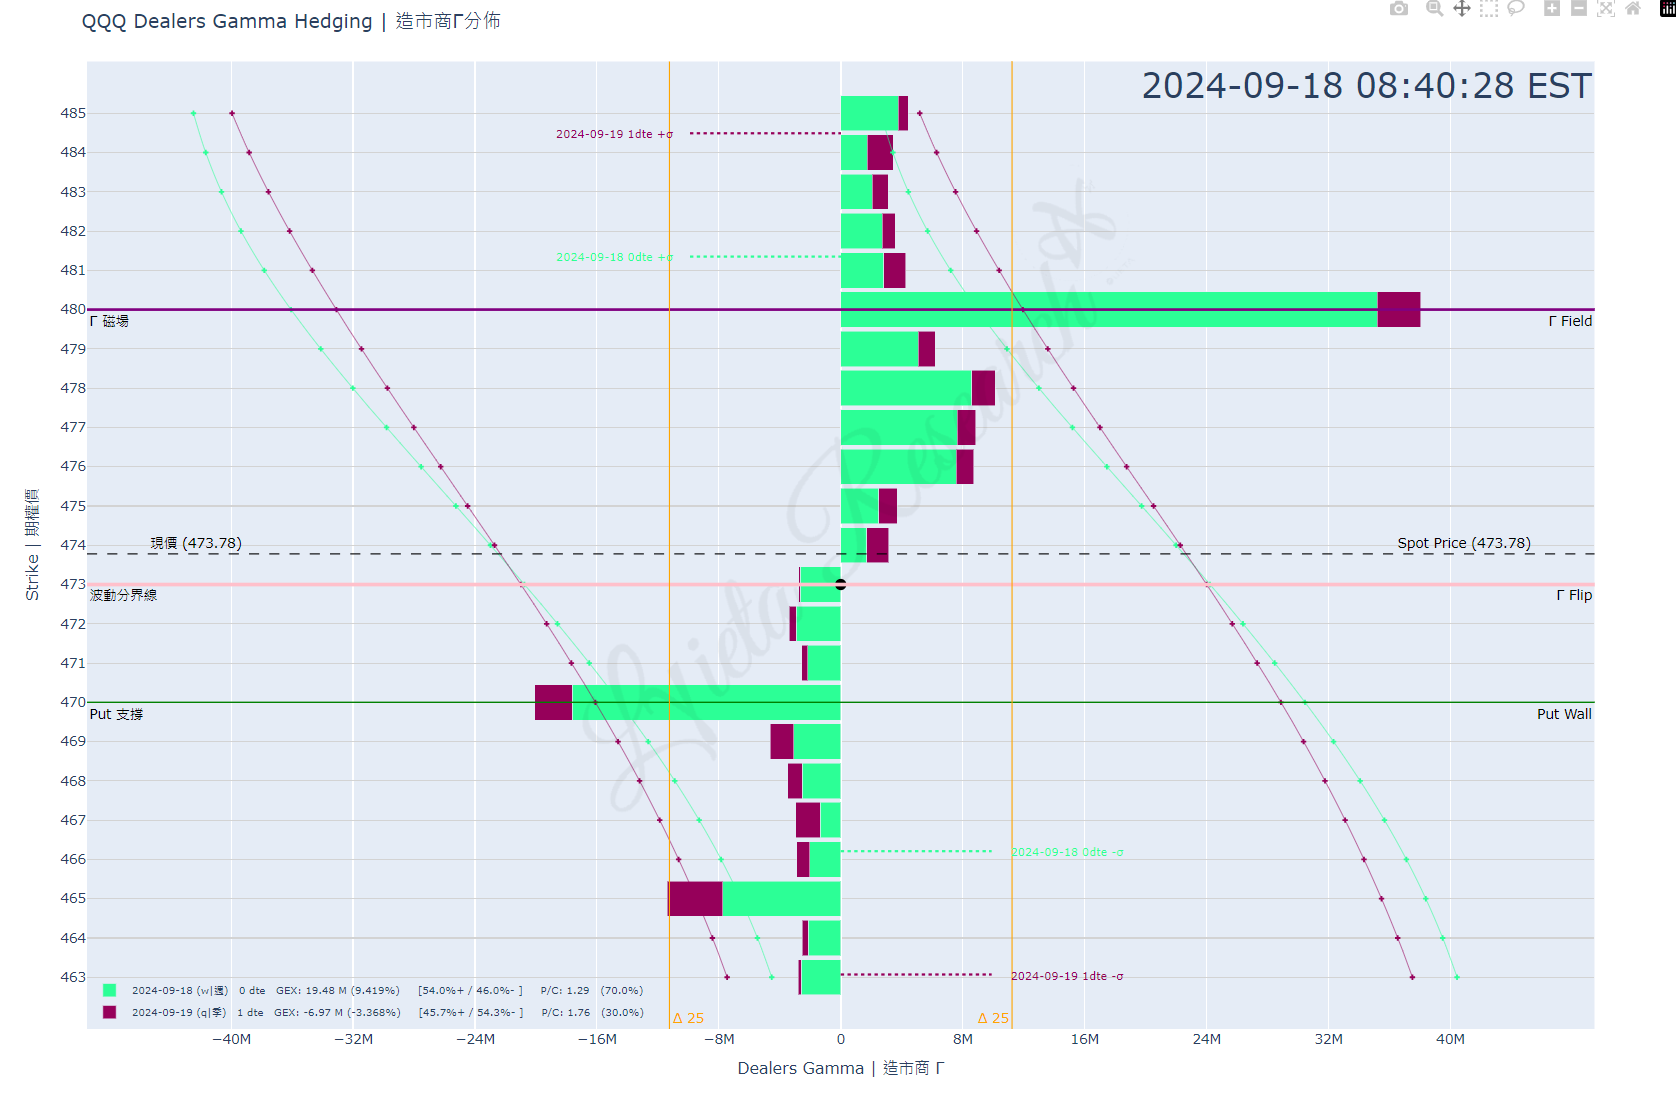 QQQ Dealers Gamma Hedging | 造市商Γ分佈
2024-09-18 08:40:28 EST
485
2024-09-19 1dte +σ
484
483
482
481
2024-09-18 0dte +σ
480
Γ 磁場
Γ Field
479
478
477
476
475
474
現價 (473.78)
Spot Price (473.78)
473
波動分界線
Γ Flip
472
471
470
Put 支撐
Put Wall
469
468
467
466
2024-09-18 0dte -σ
465
464
463
2024-09-19 1dte -σ
2024-09-18 (w|週) 0 dte GEX: 19.48 M (9.419%) [54.0%+ / 46.0%- ] P/C: 1.29 (70.0%)
2024-09-19 (q|季) 1 dte GEX: -6.97 M (-3.368%) [45.7%+ / 54.3%- ] P/C: 1.76 (30.0%)
Δ 25
Δ 25
−40M
−32M
−24M
−16M
−8M
0
8M
16M
24M
32M
40M
Dealers Gamma | 造市商 Γ
Strike | 期權價